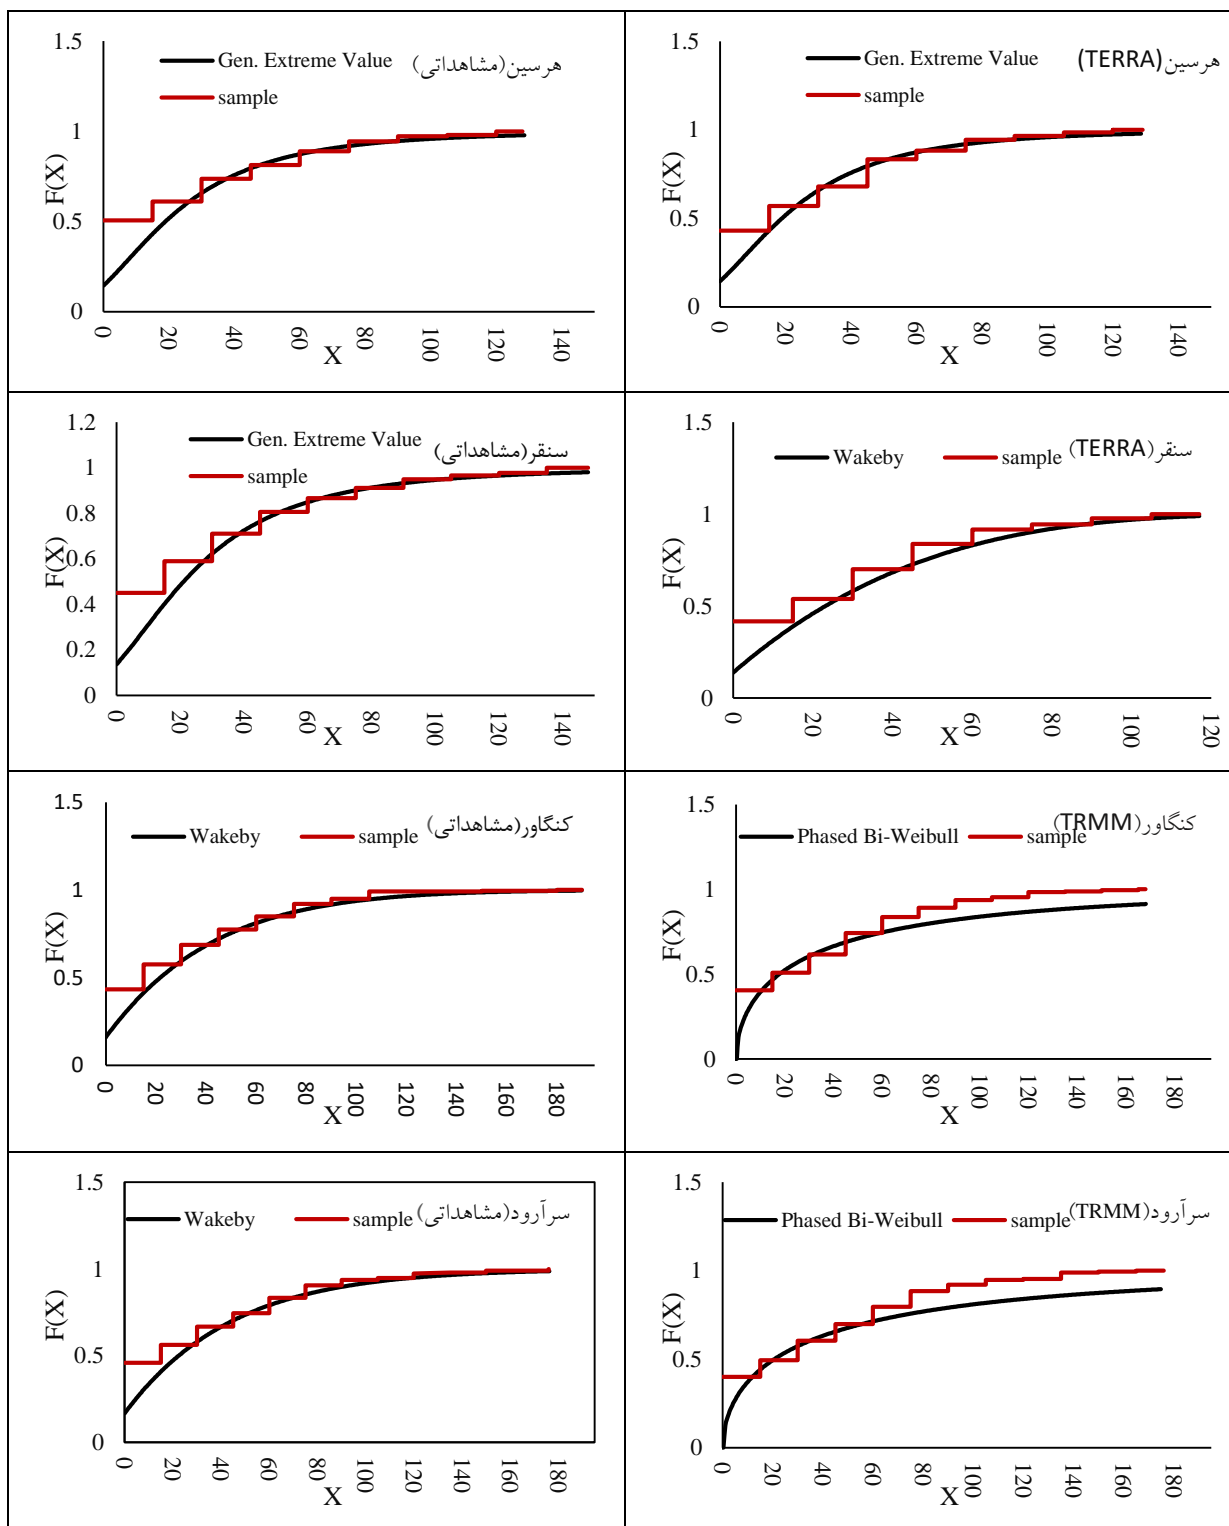 1.5
Gen. Extreme Value
هرسین(مشاهداتی)
sample
1
F(X)
0.5
0
0 20 40 60 80 100 120 140
X
1.5
Gen. Extreme Value
هرسین(TERRA)
sample
1
F(X)
0.5
0
0 20 40 60 80 100 120 140
X
1.2
Gen. Extreme Value
سنقر(مشاهداتی)
sample
1
0.8
F(X)
0.6
0.4
0.2
0
0 20 40 60 80 100 120 140
X
1.5
Wakeby sample سنقر(TERRA)
1
F(X)
0.5
0
0 20 40 60 80 100 120
X
1.5
Wakeby sample کنگاور(مشاهداتی)
1
F(X)
0.5
0
0 20 40 60 80 100 120 140 160 180
X
1.5
Phased Bi-Weibull sample کنگاور(TRMM)
1
F(X)
0.5
0
0 20 40 60 80 100 120 140 160 180
X
1.5
Wakeby sample سرآرود(مشاهداتی)
1
F(X)
0.5
0
0 20 40 60 80 100 120 140 160 180
X
1.5
Phased Bi-Weibull sample سرآرود(TRMM)
1
F(X)
0.5
0
0 20 40 60 80 100 120 140 160 180
X